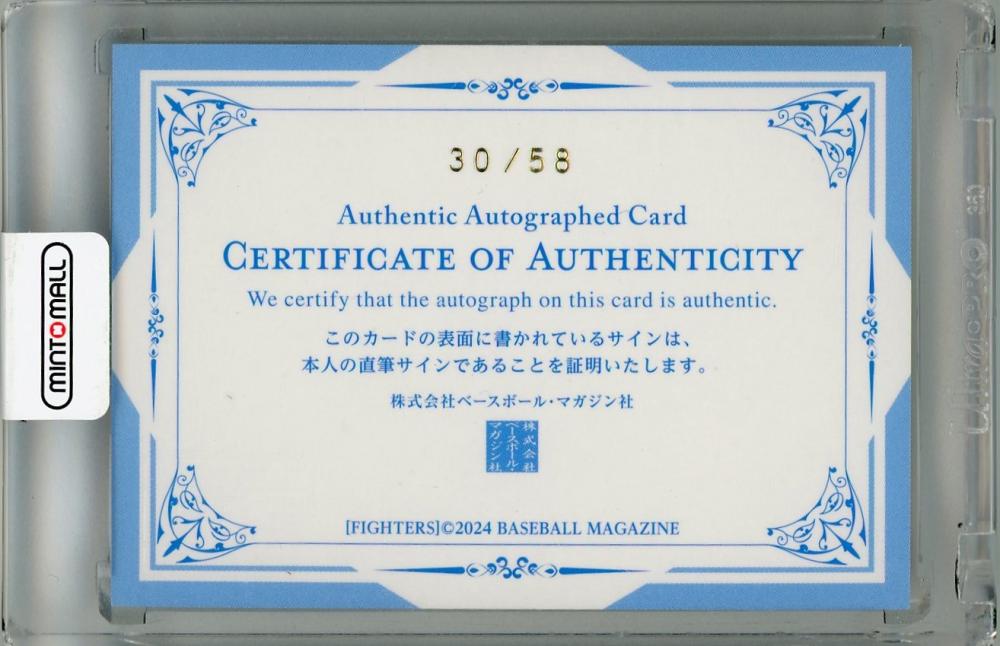 30/58
Authentic Autographed Card
CERTIFICATE OF AUTHENTICITY
We certify that the autograph on this card is authentic.
このカードの表面に書かれているサインは、
本人の直筆サインであることを証明いたします。
株式会社ベースボール・マガジン社
株式会社
ベースボール・
マガジン社
[FIGHTERS]©2024 BASEBALL MAGAZINE
MINTOMALL